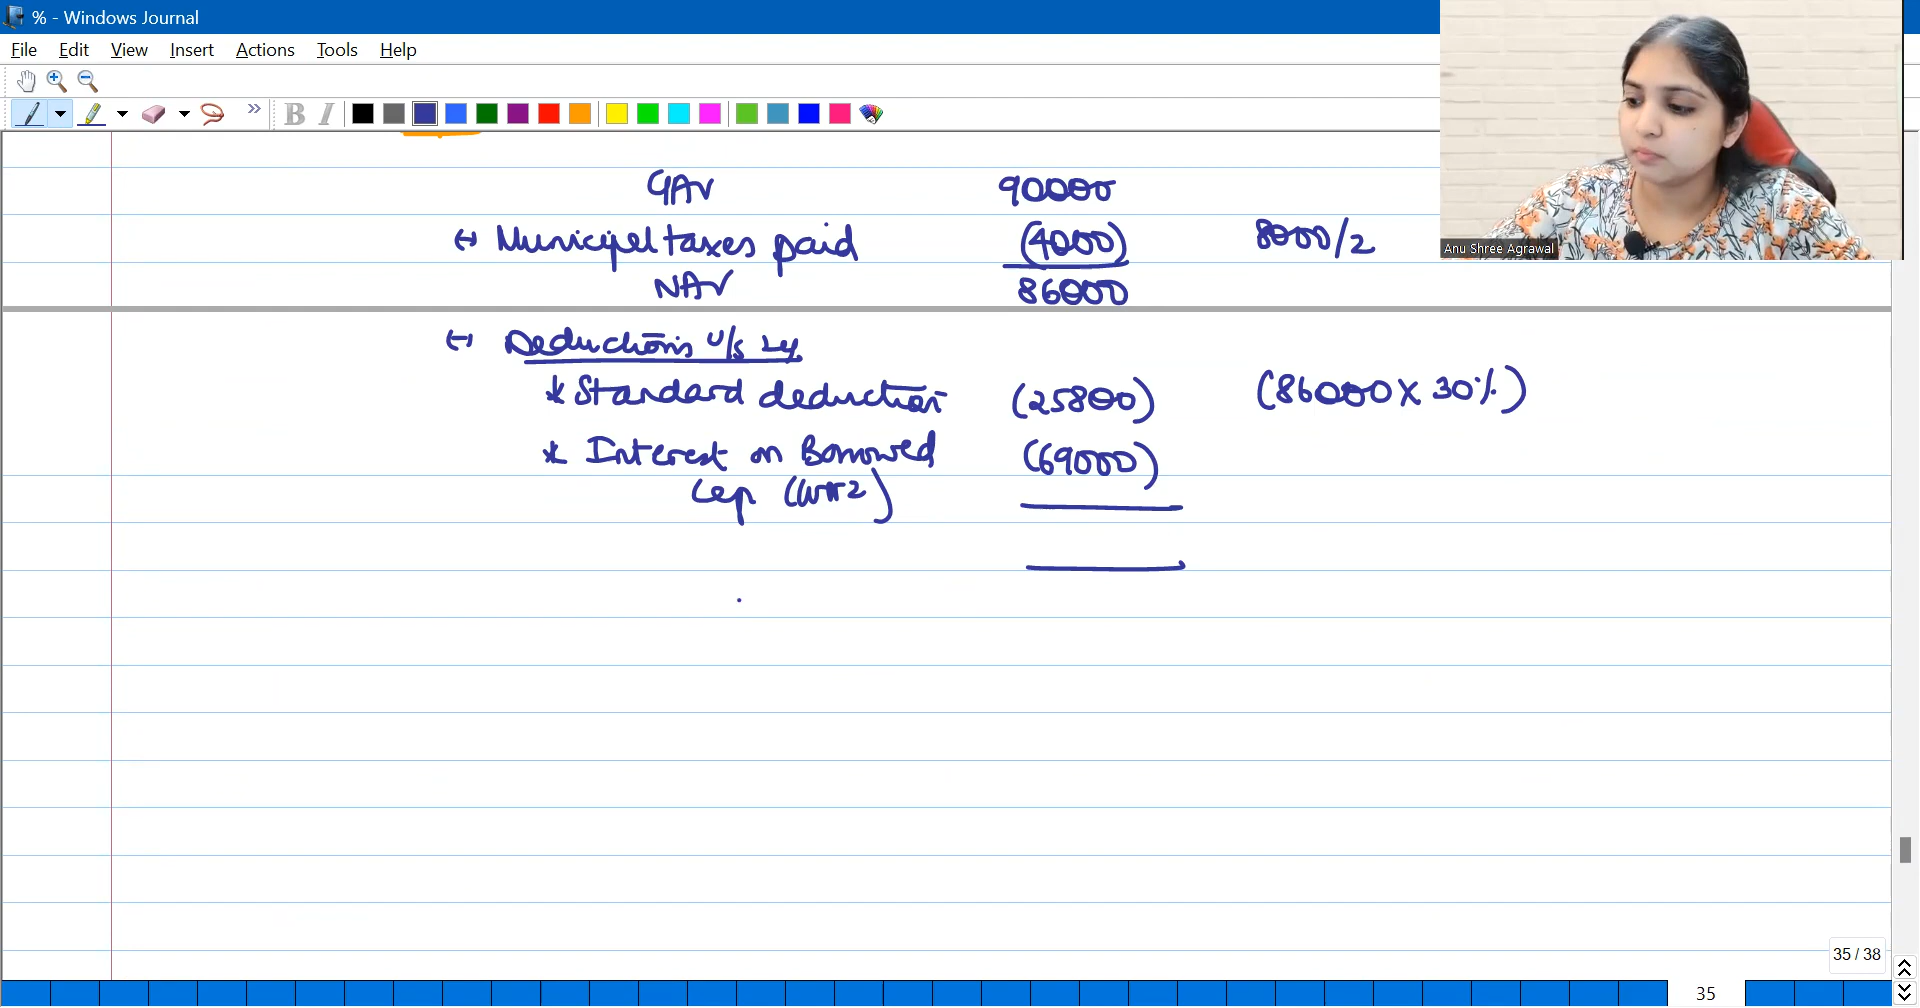 % - Windows Journal
File Edit View Insert Actions Tools Help
B I
GAV 90000
(-) Municipal taxes paid (4000) 8000/2
Anu Shree Agrawal
NAV 86000
(-) Deductions u/s 24
* Standard deduction (25800) (86000 x 30%)
* Interest on Borrowed (69000)
Cap (WN2)
35 / 38
35